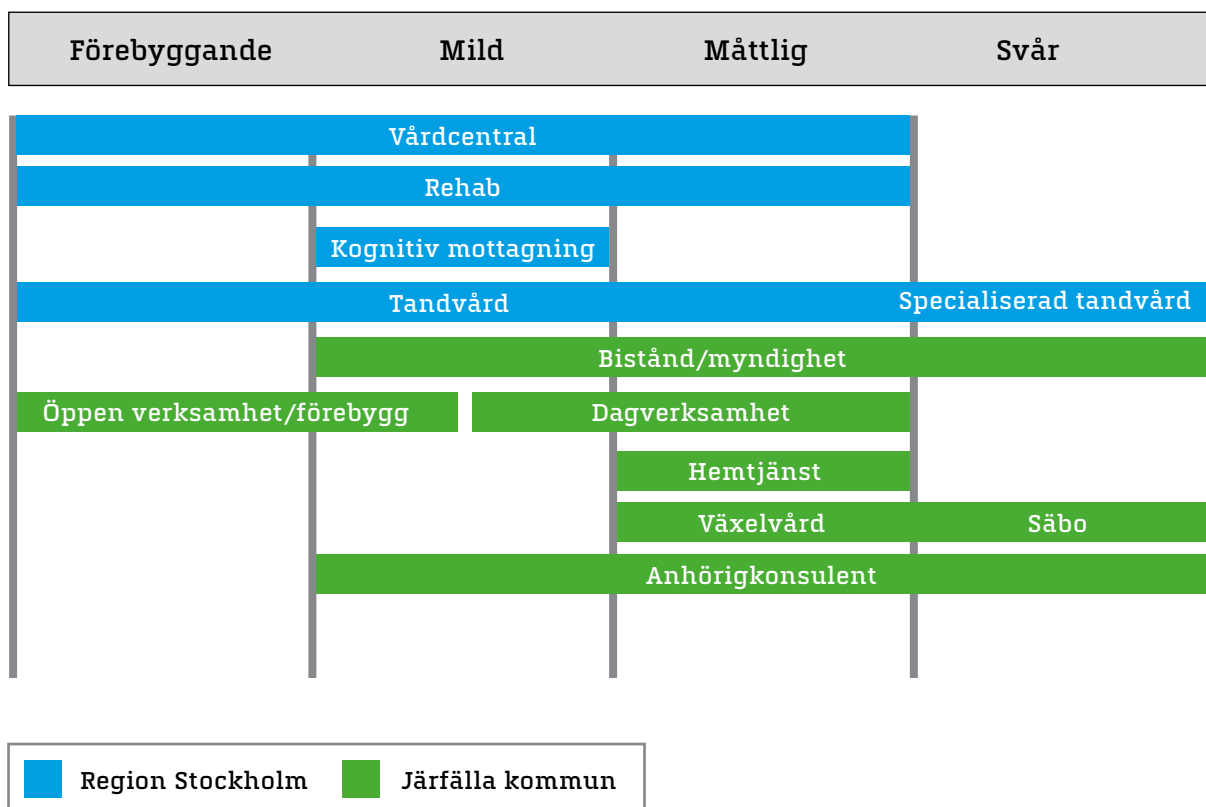 Förebyggande Mild Måttlig Svår
Vårdcentral
Rehab
Kognitiv mottagning
Tandvård Specialiserad tandvård
Bistånd/myndighet
Öppen verksamhet/förebygg Dagverksamhet
Hemtjänst
Växelvård Säbo
Anhörigkonsulent
Region Stockholm Järfälla kommun